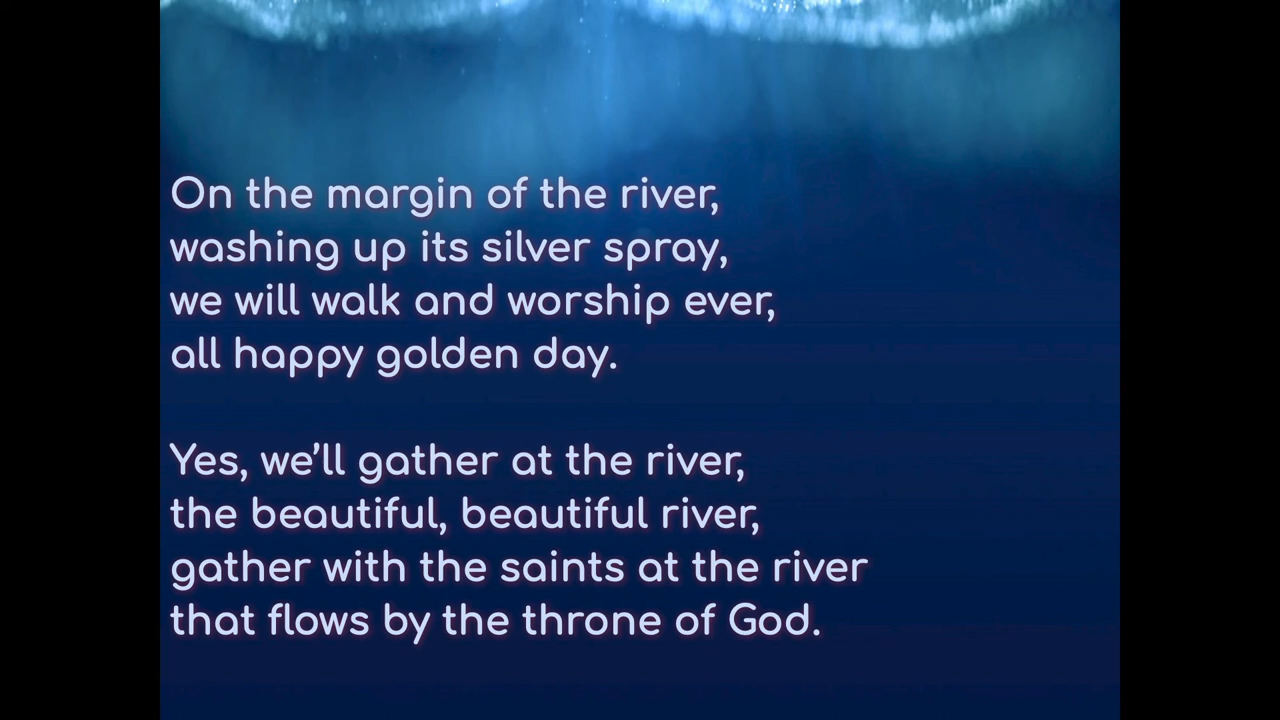 On the margin of the river,
washing up its silver spray,
we will walk and worship ever,
all happy golden day.
Yes, we’ll gather at the river,
the beautiful, beautiful river,
gather with the saints at the river
that flows by the throne of God.